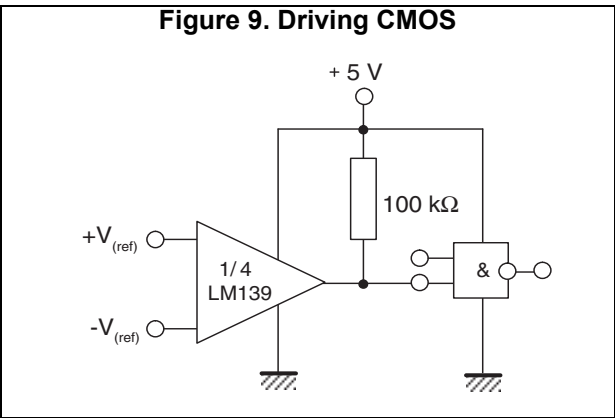 Figure 9. Driving CMOS
+ 5 V
100 kΩ
+V(ref)
1/4
LM139
&
-V(ref)